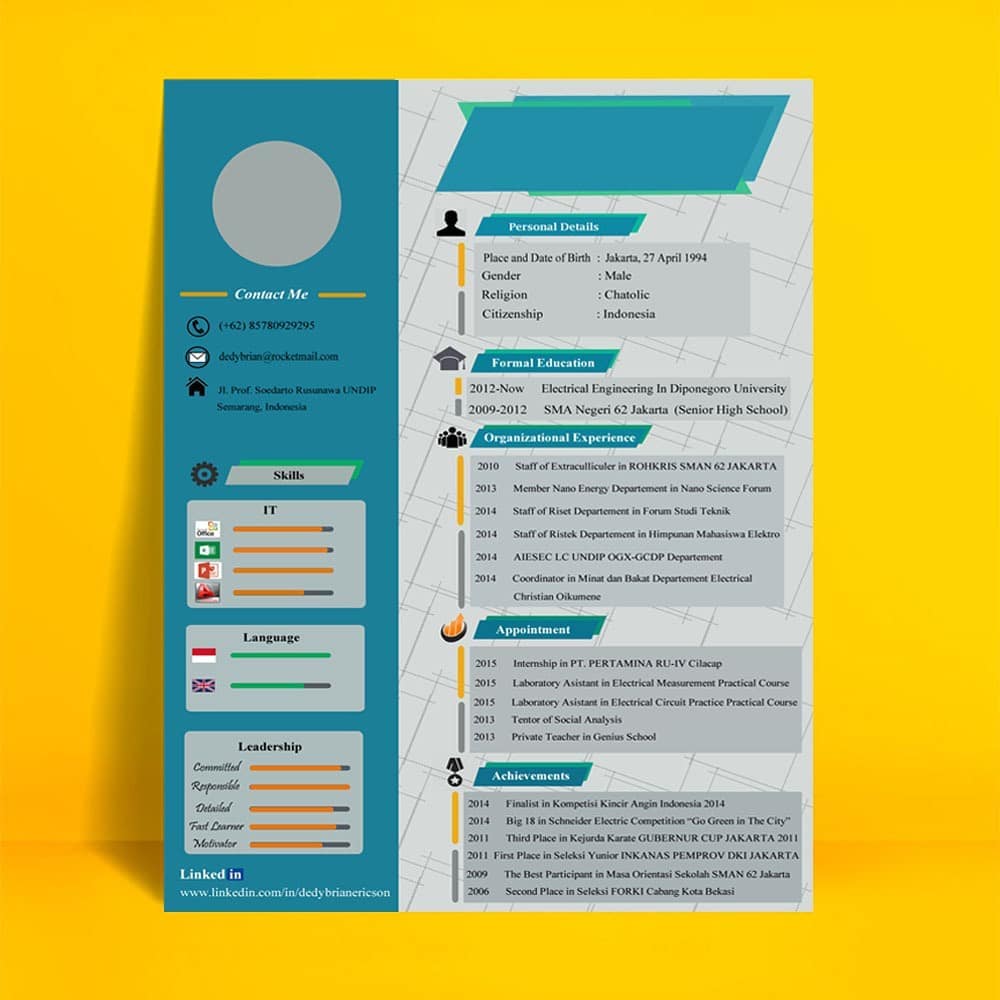 Contact Me
(+62) 85780929295
dedybrian@rocketmail.com
Jl. Prof. Soedarto Rusunawa UNDIP
Semarang, Indonesia
Skills
IT
Office
Language
Leadership
Committed
Responsible
Detailed
Fast Learner
Motivator
Linked in
www.linkedin.com/in/dedybrianericson
Personal Details
Place and Date of Birth : Jakarta, 27 April 1994
Gender : Male
Religion : Chatolic
Citizenship : Indonesia
Formal Education
2012-Now Electrical Engineering In Diponegoro University
2009-2012 SMA Negeri 62 Jakarta (Senior High School)
Organizational Experience
2010 Staff of Extraculliculer in ROHKRIS SMAN 62 JAKARTA
2013 Member Nano Energy Departement in Nano Science Forum
2014 Staff of Riset Departement in Forum Studi Teknik
2014 Staff of Ristek Departement in Himpunan Mahasiswa Elektro
2014 AIESEC LC UNDIP OGX-GCDP Departement
2014 Coordinator in Minat dan Bakat Departement Electrical
Christian Oikumene
Appointment
2015 Internship in PT. PERTAMINA RU-IV Cilacap
2015 Laboratory Asistant in Electrical Measurement Practical Course
2015 Laboratory Asistant in Electrical Circuit Practice Practical Course
2013 Tentor of Social Analysis
2013 Private Teacher in Genius School
Achievements
2014 Finalist in Kompetisi Kincir Angin Indonesia 2014
2014 Big 18 in Schneider Electric Competition “Go Green in The City”
2011 Third Place in Kejurda Karate GUBERNUR CUP JAKARTA 2011
2011 First Place in Seleksi Yunior INKANAS PEMPROV DKI JAKARTA
2009 The Best Participant in Masa Orientasi Sekolah SMAN 62 Jakarta
2006 Second Place in Seleksi FORKI Cabang Kota Bekasi